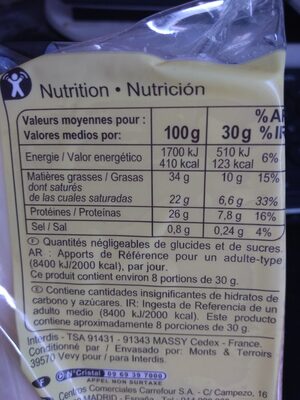 Nutrition • Nutrición
Valeurs moyennes pour : %AR
Valores medios por: 100 g 30 g %IR
1700 kJ 510 kJ
Energie / Valor energético 410 kcal 123 kcal 6%
Matières grasses / Grasas 34 g 10 g 15%
dont saturés
de las cuales saturadas 22 g 6,6 g 33%
Protéines / Proteínas 26 g 7,8 g 16%
Sel / Sal 0,8 g 0,24 g 4%
Quantités négligeables de glucides et de sucres.
AR : Apports de Référence pour un adulte-type
(8400 kJ/2000 kcal), par jour.
Ce produit contient environ 8 portions de 30 g.
Contiene cantidades insignificantes de hidratos de
carbono y azúcares. IR: Ingesta de Referencia de un
adulto medio (8400 kJ/2000 kcal). Este producto
contiene aproximadamente 8 porciones de 30 g.
Interdis - TSA 91431 - 91343 MASSY Cedex - France.
Conditionné par / Envasado por: Monts & Terroirs
39570 Vevy pour / para Interdis.
N°Cristal 09 69 39 7000
APPEL NON SURTAXÉ
Centros Comerciales Carrefour S.A. - C/ Campezo, 16
MADRID - España